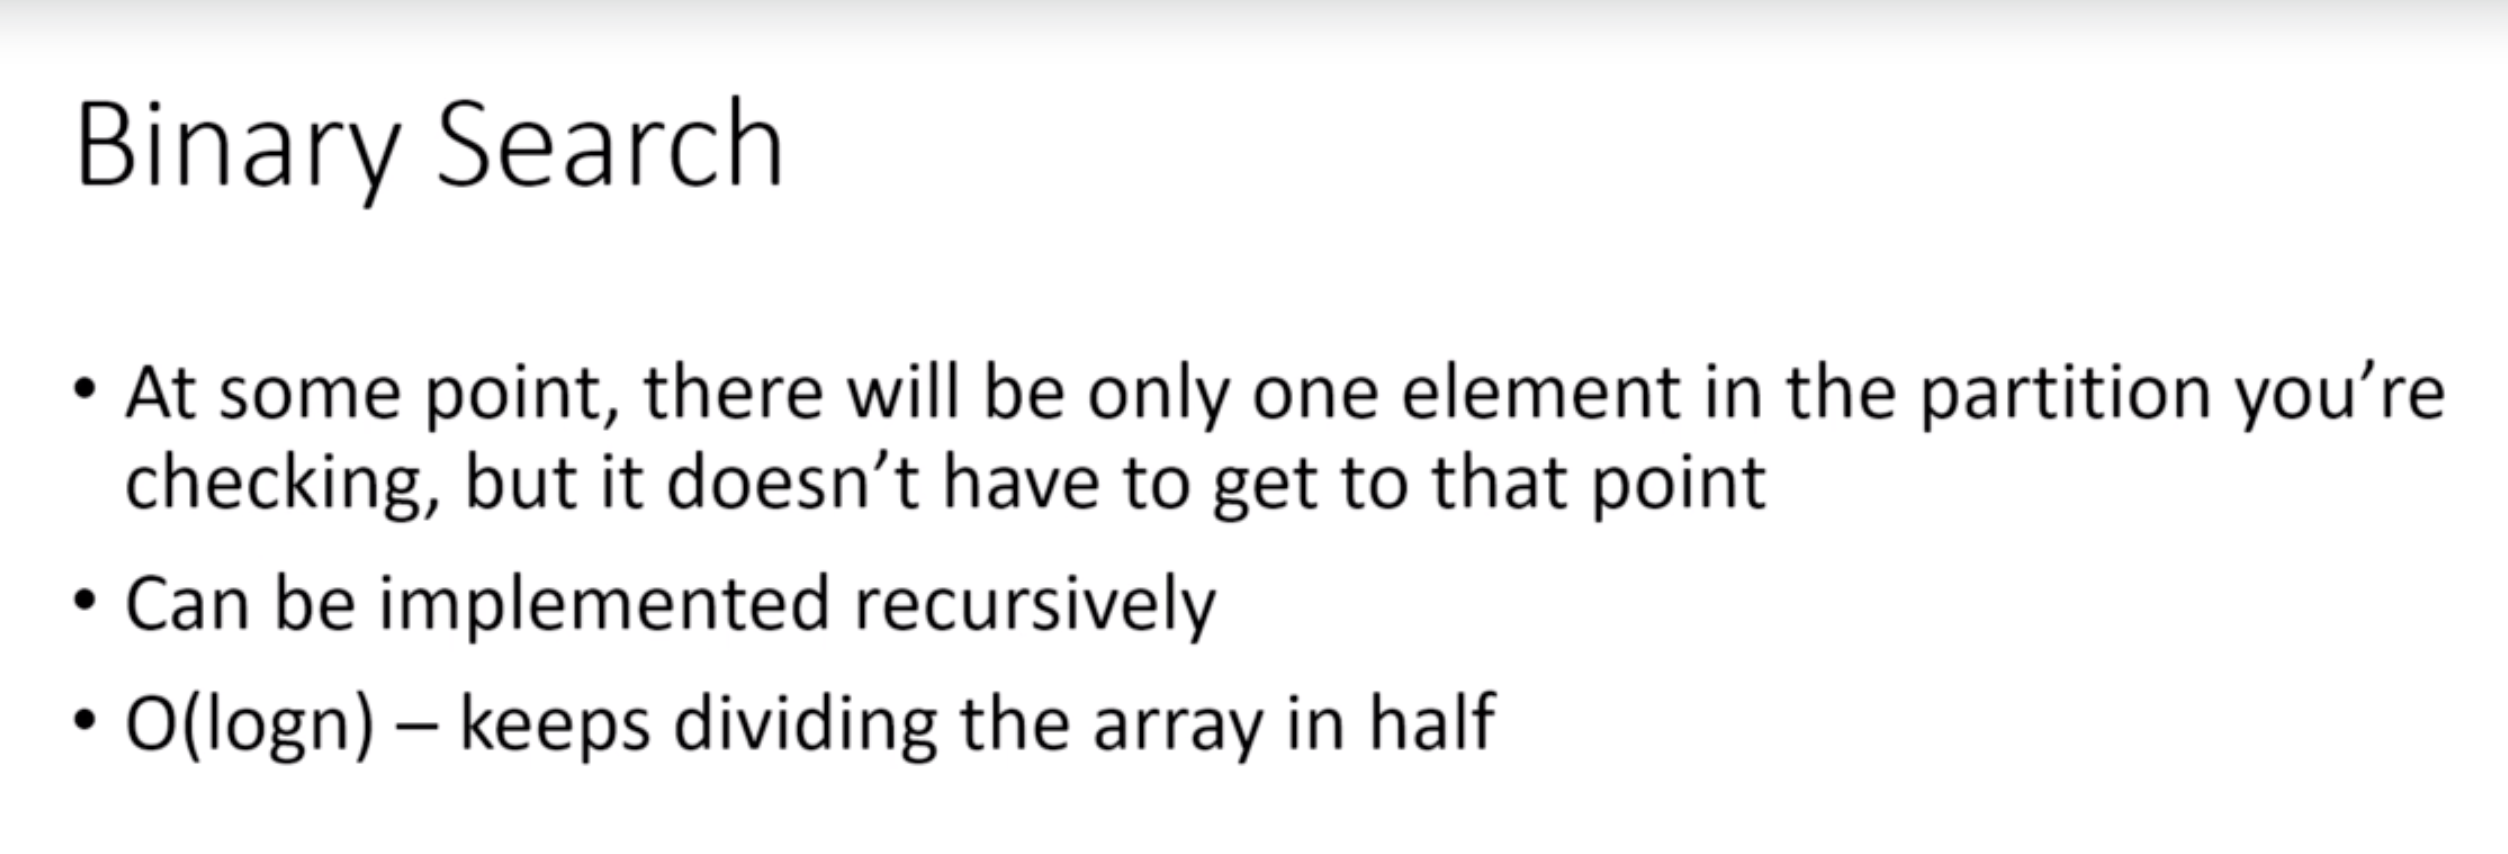 Binary Search
• At some point, there will be only one element in the partition you’re
checking, but it doesn’t have to get to that point
• Can be implemented recursively
• O(logn) – keeps dividing the array in half